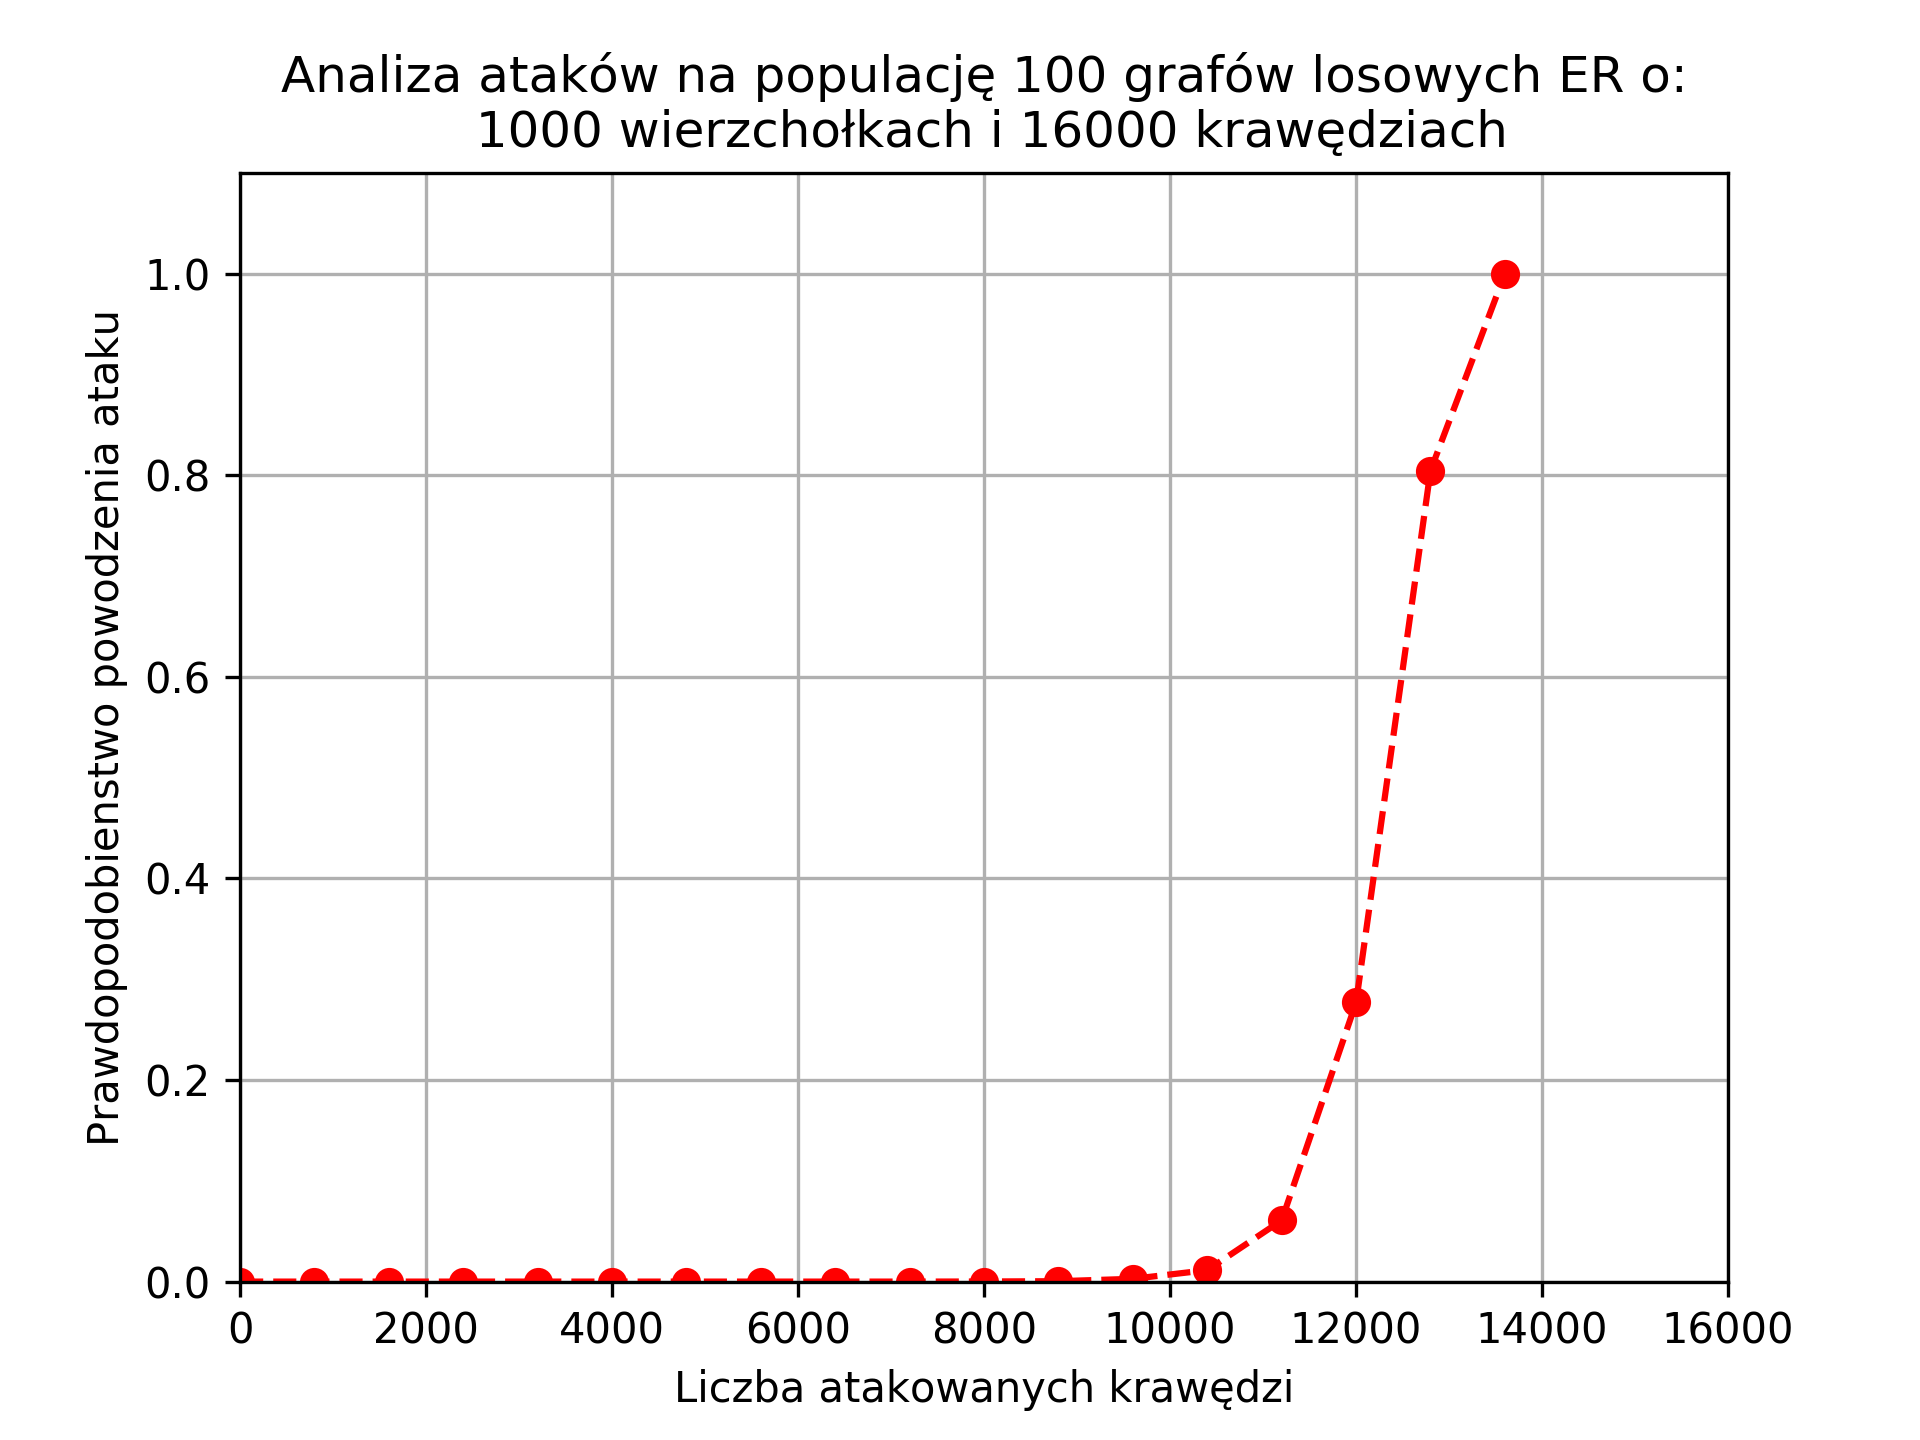 Analiza ataków na populację 100 grafów losowych ER o:
1000 wierzchołkach i 16000 krawędziach
Prawdopodobienstwo powodzenia ataku
1.0
0.8
0.6
0.4
0.2
0.0
0 2000 4000 6000 8000 10000 12000 14000 16000
Liczba atakowanych krawędzi